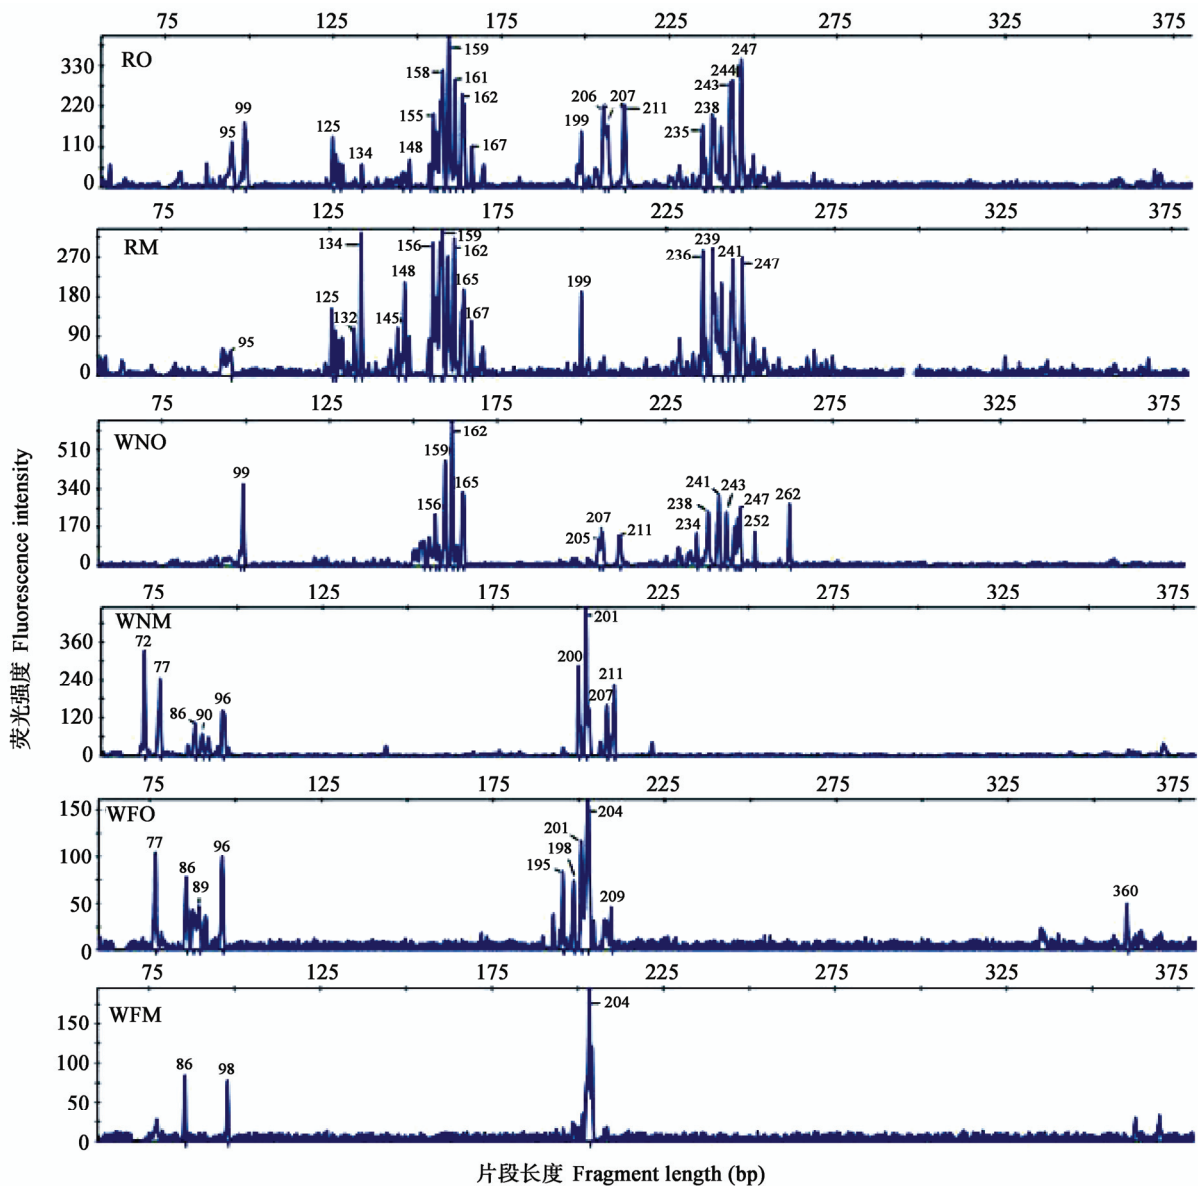 75 125 175 225 275 325 375
RO
330
220
110
0
95 99 125 134 148 155 158 159 161 162 167 199 206 207 211 235 238 243 244 247
75 125 175 225 275 325 375
RM
270
180
90
0
95 125 132 134 145 148 156 159 162 165 167 199 236 239 241 247
75 125 175 225 275 325 375
WNO
510
340
170
0
99 156 159 162 165 205 207 211 234 238 241 243 247 252 262
75 125 175 225 275 325 375
WNM
360
240
120
0
72 77 86 90 96 200 201 207 211
75 125 175 225 275 325 375
WFO
150
100
50
0
77 86 89 96 195 198 201 204 209 360
75 125 175 225 275 325 375
WFM
150
100
50
0
86 98 204
荧光强度 Fluorescence intensity
片段长度 Fragment length (bp)